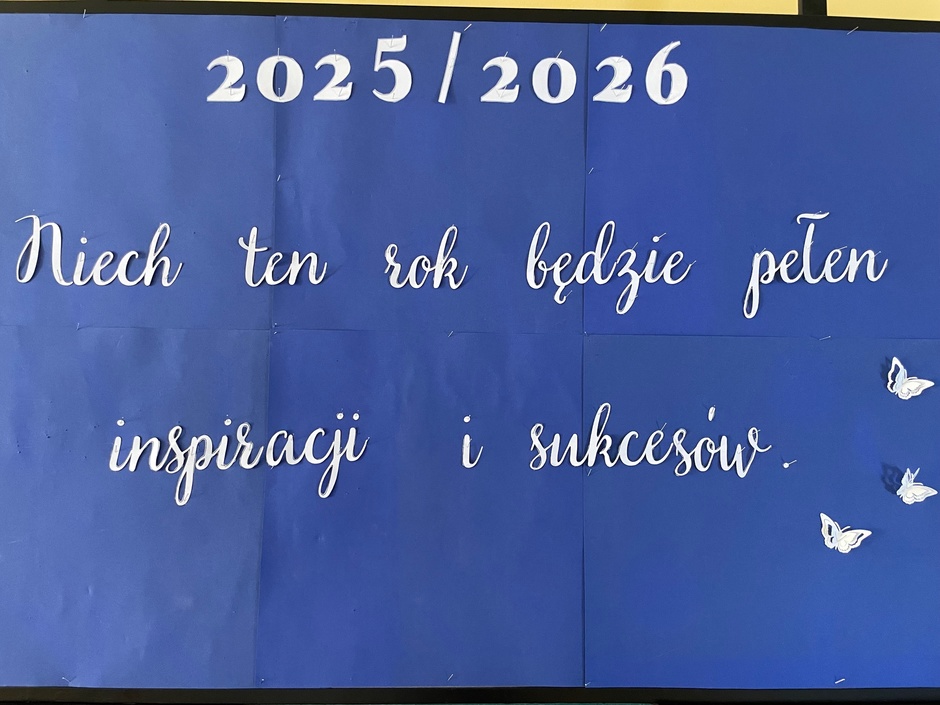 2025/2026
Niech ten rok będzie pełen
inspiracji i sukcesów.